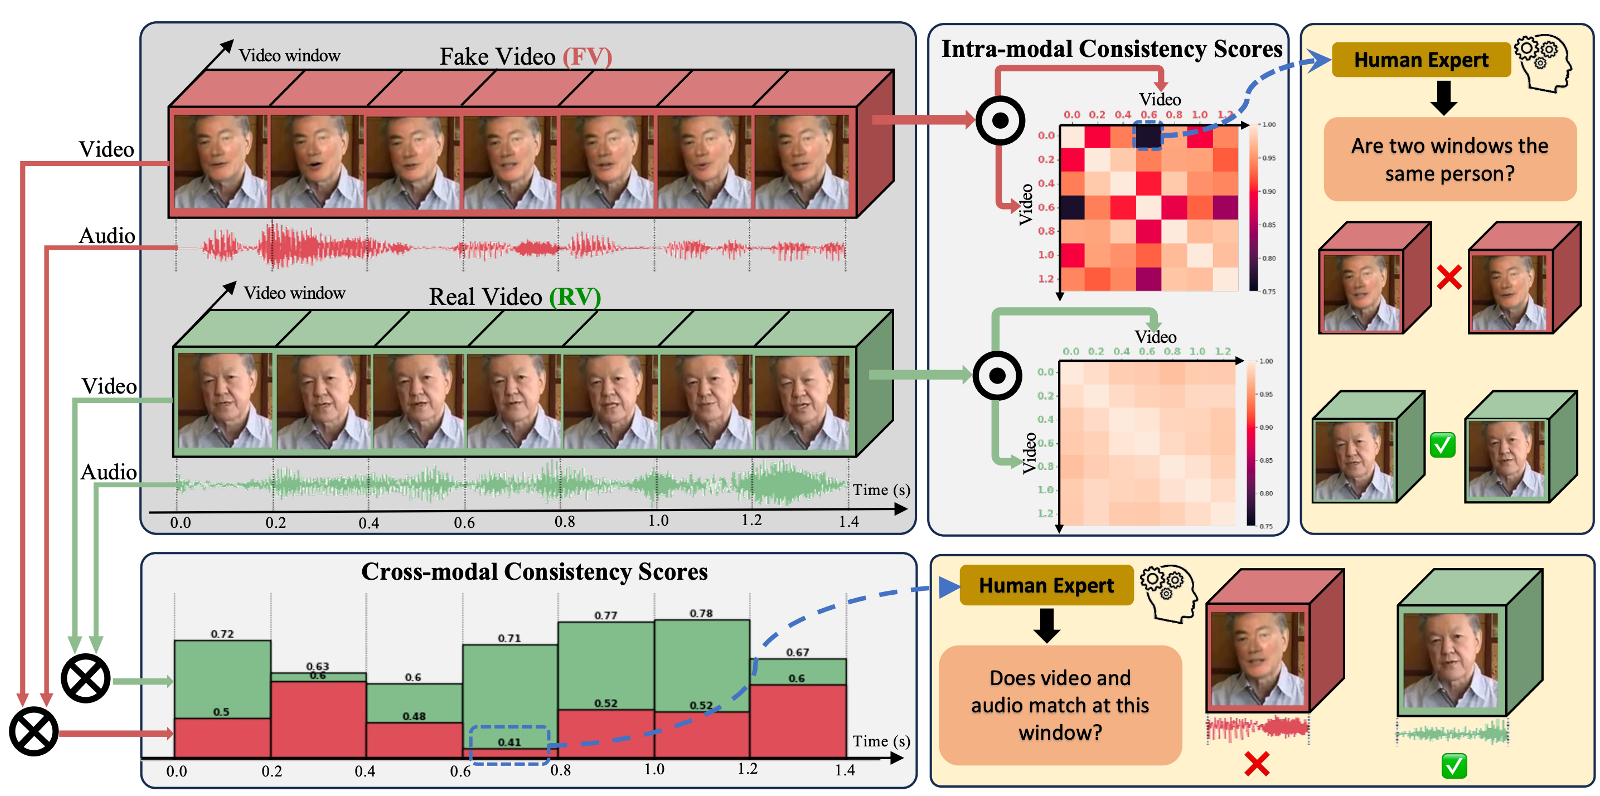 Fake Video (FV)
Video window
Video
Audio
Real Video (RV)
Video window
Video
Audio
Time (s)
0.0 0.2 0.4 0.6 0.8 1.0 1.2 1.4
Intra-modal Consistency Scores
Video
0.0 0.2 0.4 0.6 0.8 1.0 1.2
Video
0.0
0.2
0.4
0.6
0.8
1.0
1.2
1.00
0.95
0.90
0.85
0.80
0.75
Video
0.0 0.2 0.4 0.6 0.8 1.0 1.2
Video
0.0
0.2
0.4
0.6
0.8
1.0
1.2
1.00
0.95
0.90
0.85
0.80
0.75
Human Expert
Are two windows the
same person?
Cross-modal Consistency Scores
0.72 0.63 0.6 0.71 0.77 0.78 0.67
0.5 0.6 0.48 0.41 0.52 0.52 0.6
Time (s)
0.0 0.2 0.4 0.6 0.8 1.0 1.2 1.4
Human Expert
Does video and
audio match at this
window?